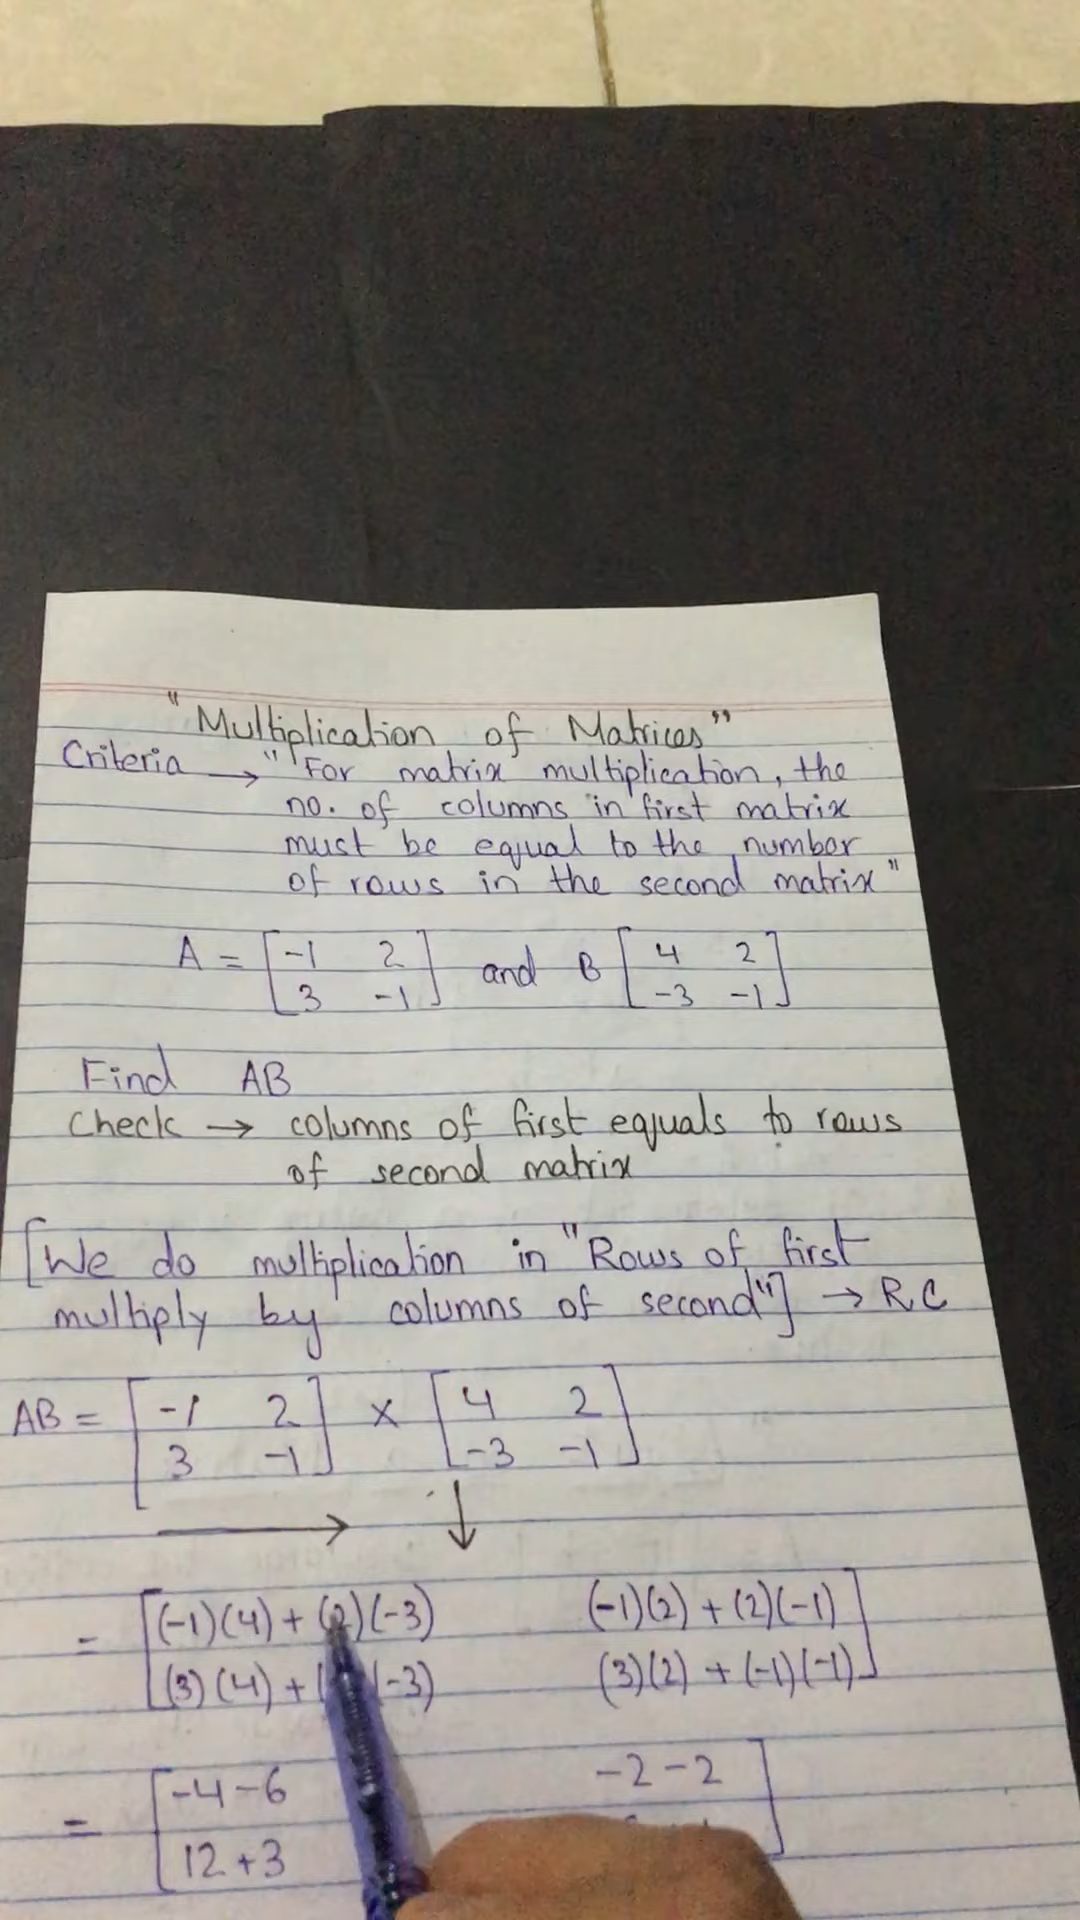 "Multiplication of Matrices"
Criteria → "For matrix multiplication, the
no. of columns in first matrix
must be equal to the number
of rows in the second matrix"
A = [-1 2] and B [4 2]
[3 -1] [-3 -1]
Find AB
Check → columns of first equals to rows
of second matrix
[We do multiplication in "Rows of first
multiply by columns of second"] → RC
AB = [-1 2] × [4 2]
[3 -1] [-3 -1]
→ ↓
= [(-1)(4) + (2)(-3) (-1)(2) + (2)(-1)]
[(3)(4) + ( (-3) (3)(2) + (-1)(-1)]
= [-4-6 -2-2]
[12+3